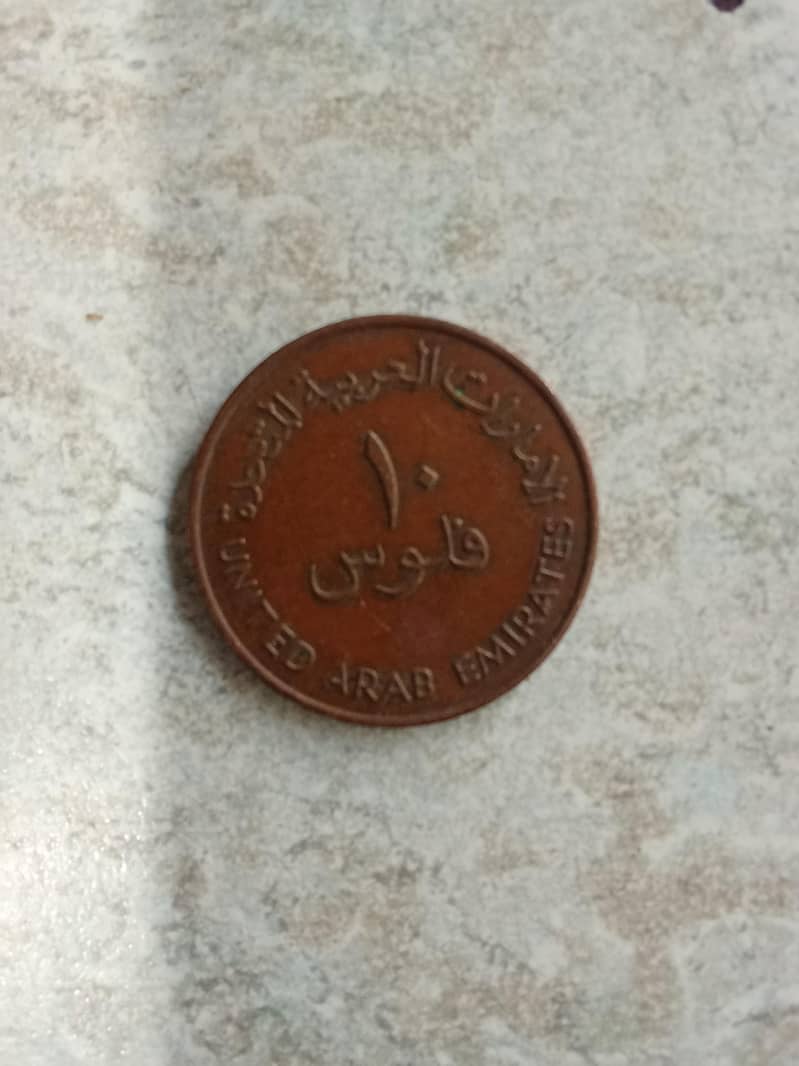 الامارات العربية المتحدة
١٠
فلوس
UNITED ARAB EMIRATES